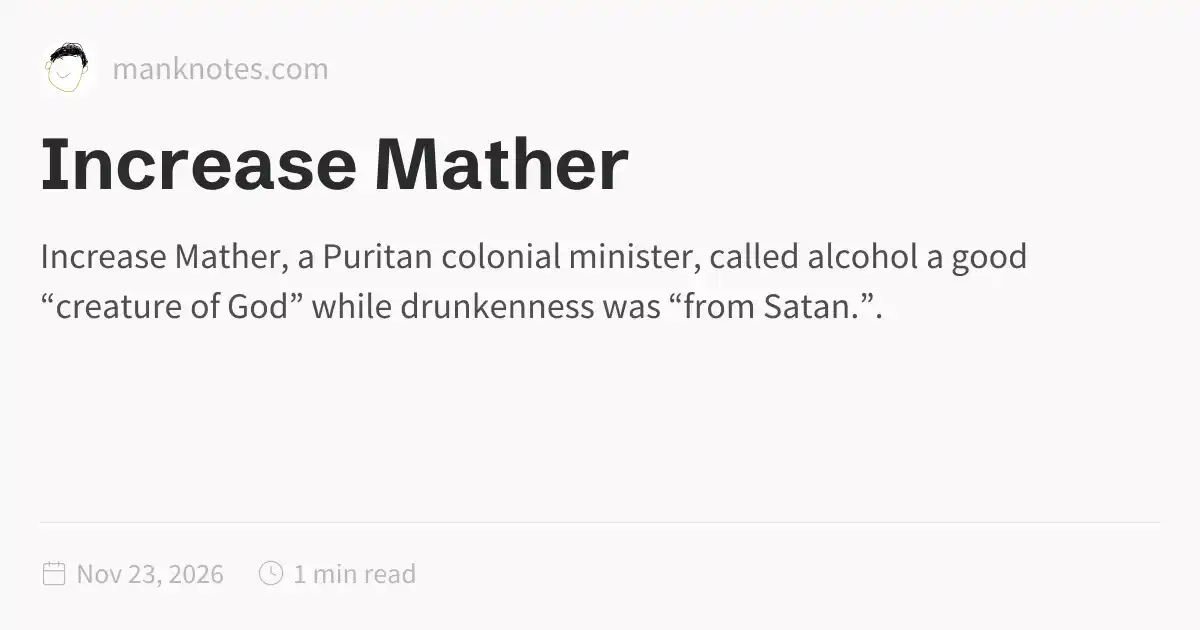 manknotes.com
Increase Mather
Increase Mather, a Puritan colonial minister, called alcohol a good
“creature of God” while drunkenness was “from Satan.”.
Nov 23, 2026 1 min read